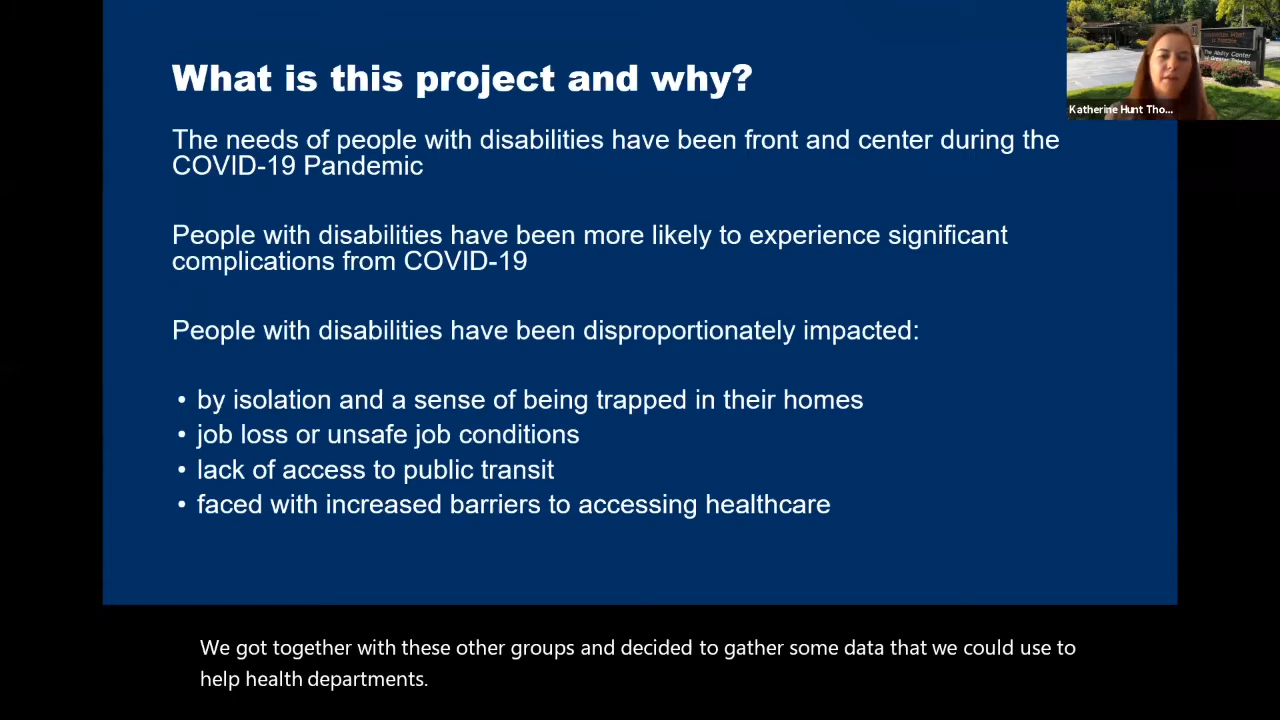 What is this project and why?
The needs of people with disabilities have been front and center during the
COVID-19 Pandemic
People with disabilities have been more likely to experience significant
complications from COVID-19
People with disabilities have been disproportionately impacted:
• by isolation and a sense of being trapped in their homes
• job loss or unsafe job conditions
• lack of access to public transit
• faced with increased barriers to accessing healthcare
The Ability Center
Katherine Hunt Tho...
We got together with these other groups and decided to gather some data that we could use to
help health departments.